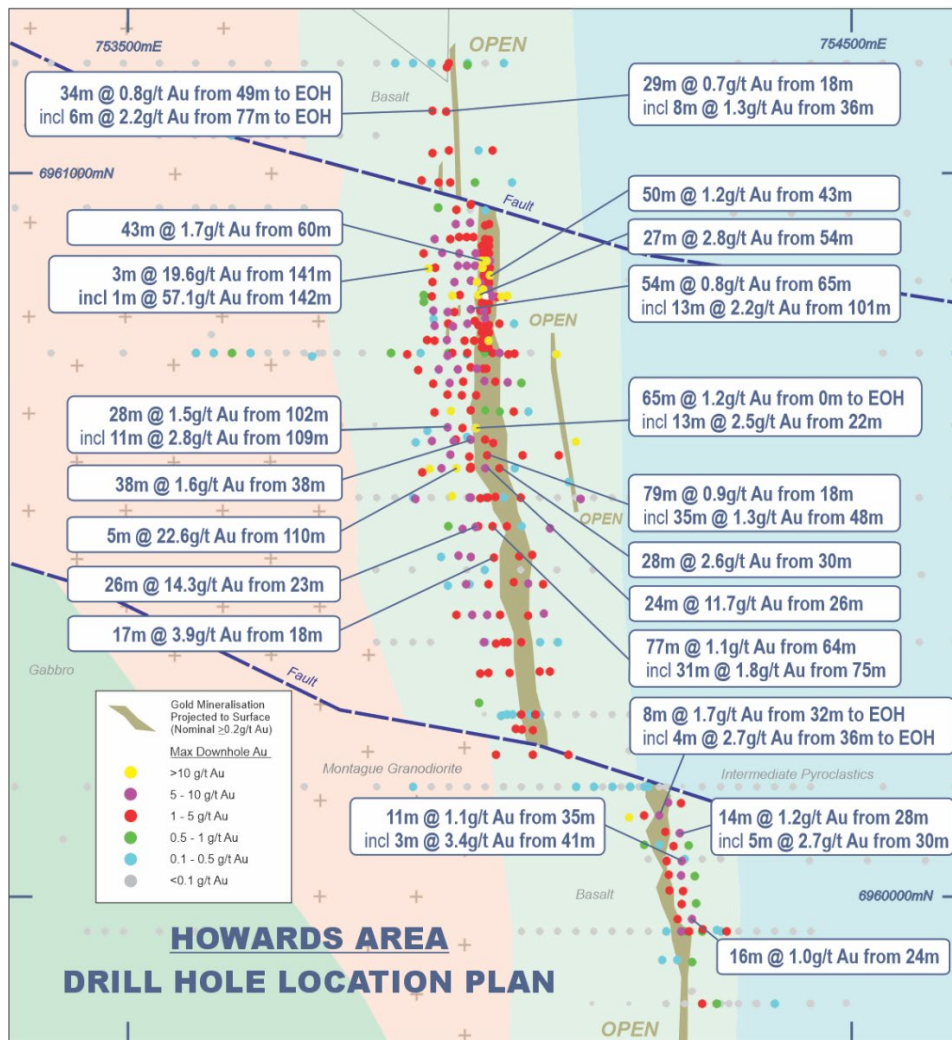 753500mE
OPEN
754500mE
34m @ 0.8g/t Au from 49m to EOH
incl 6m @ 2.2g/t Au from 77m to EOH
Basalt
29m @ 0.7g/t Au from 18m
incl 8m @ 1.3g/t Au from 36m
6961000mN
Fault
50m @ 1.2g/t Au from 43m
43m @ 1.7g/t Au from 60m
27m @ 2.8g/t Au from 54m
3m @ 19.6g/t Au from 141m
incl 1m @ 57.1g/t Au from 142m
54m @ 0.8g/t Au from 65m
incl 13m @ 2.2g/t Au from 101m
OPEN
28m @ 1.5g/t Au from 102m
incl 11m @ 2.8g/t Au from 109m
65m @ 1.2g/t Au from 0m to EOH
incl 13m @ 2.5g/t Au from 22m
38m @ 1.6g/t Au from 38m
79m @ 0.9g/t Au from 18m
incl 35m @ 1.3g/t Au from 48m
OPEN
5m @ 22.6g/t Au from 110m
28m @ 2.6g/t Au from 30m
26m @ 14.3g/t Au from 23m
24m @ 11.7g/t Au from 26m
17m @ 3.9g/t Au from 18m
77m @ 1.1g/t Au from 64m
incl 31m @ 1.8g/t Au from 75m
Gabbro
Fault
Gold Mineralisation
Projected to Surface
(Nominal ≥0.2g/t Au)
Max Downhole Au
>10 g/t Au
5 - 10 g/t Au
1 - 5 g/t Au
0.5 - 1 g/t Au
0.1 - 0.5 g/t Au
<0.1 g/t Au
8m @ 1.7g/t Au from 32m to EOH
incl 4m @ 2.7g/t Au from 36m to EOH
Montague Granodiorite
Intermediate Pyroclastics
11m @ 1.1g/t Au from 35m
incl 3m @ 3.4g/t Au from 41m
14m @ 1.2g/t Au from 28m
incl 5m @ 2.7g/t Au from 30m
Basalt
6960000mN
HOWARDS AREA
DRILL HOLE LOCATION PLAN
16m @ 1.0g/t Au from 24m
OPEN